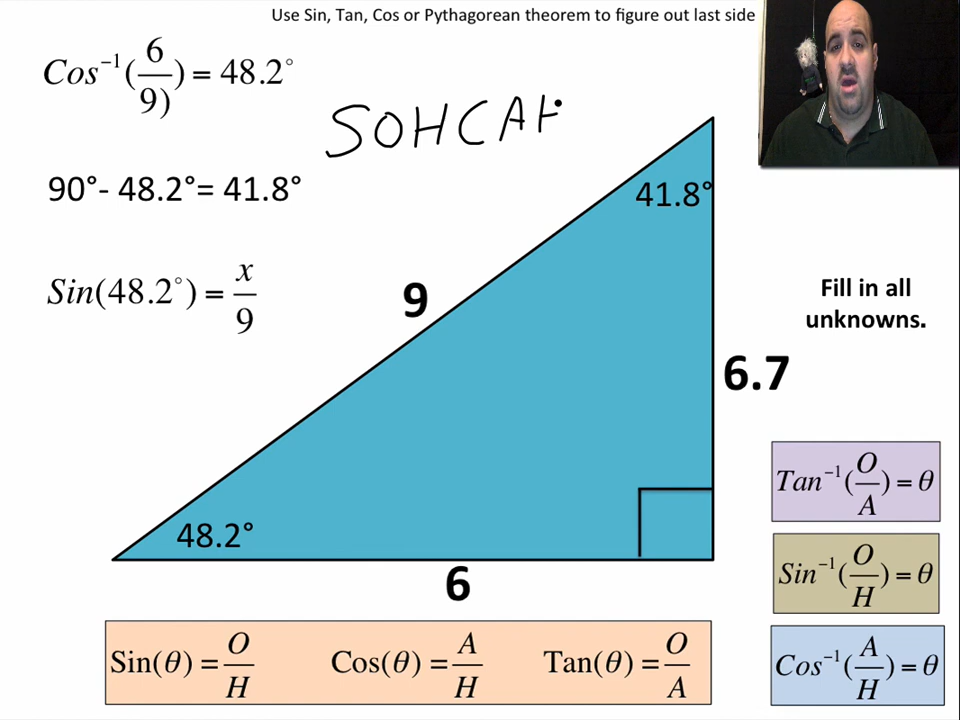 Use Sin, Tan, Cos or Pythagorean theorem to figure out last side
Cos⁻¹(6/9)) = 48.2°
SOHCAH
90°- 48.2°= 41.8°
41.8°
Sin(48.2°) = x/9
9
Fill in all
unknowns.
6.7
Tan⁻¹(O/A) = θ
48.2°
Sin⁻¹(O/H) = θ
6
Sin(θ) = O/H Cos(θ) = A/H Tan(θ) = O/A
Cos⁻¹(A/H) = θ